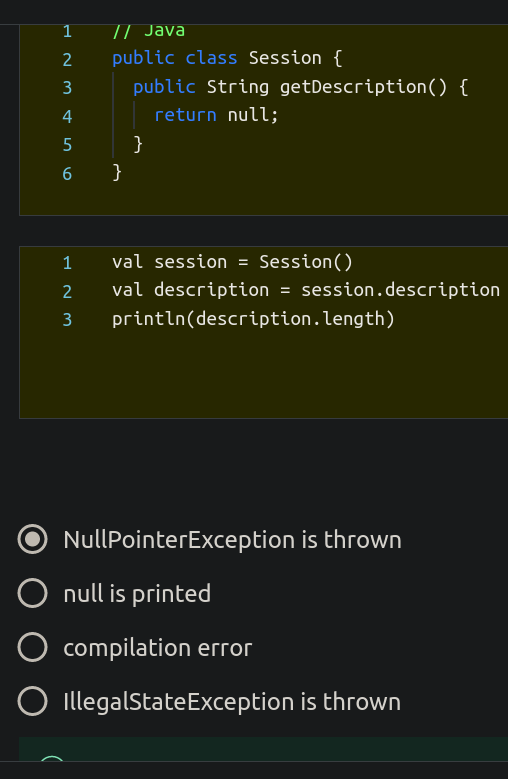 1 // Java
2 public class Session {
3 public String getDescription() {
4 return null;
5 }
6 }
1 val session = Session()
2 val description = session.description
3 println(description.length)
NullPointerException is thrown
null is printed
compilation error
IllegalStateException is thrown